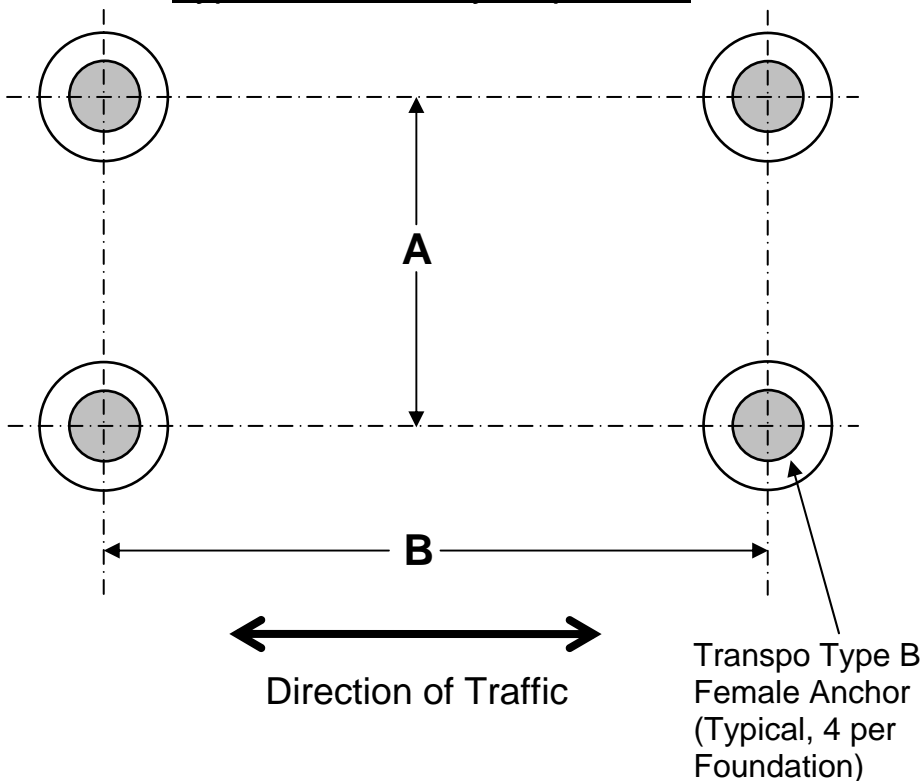 A
B
Direction of Traffic
Transpo Type B
Female Anchor
(Typical, 4 per
Foundation)